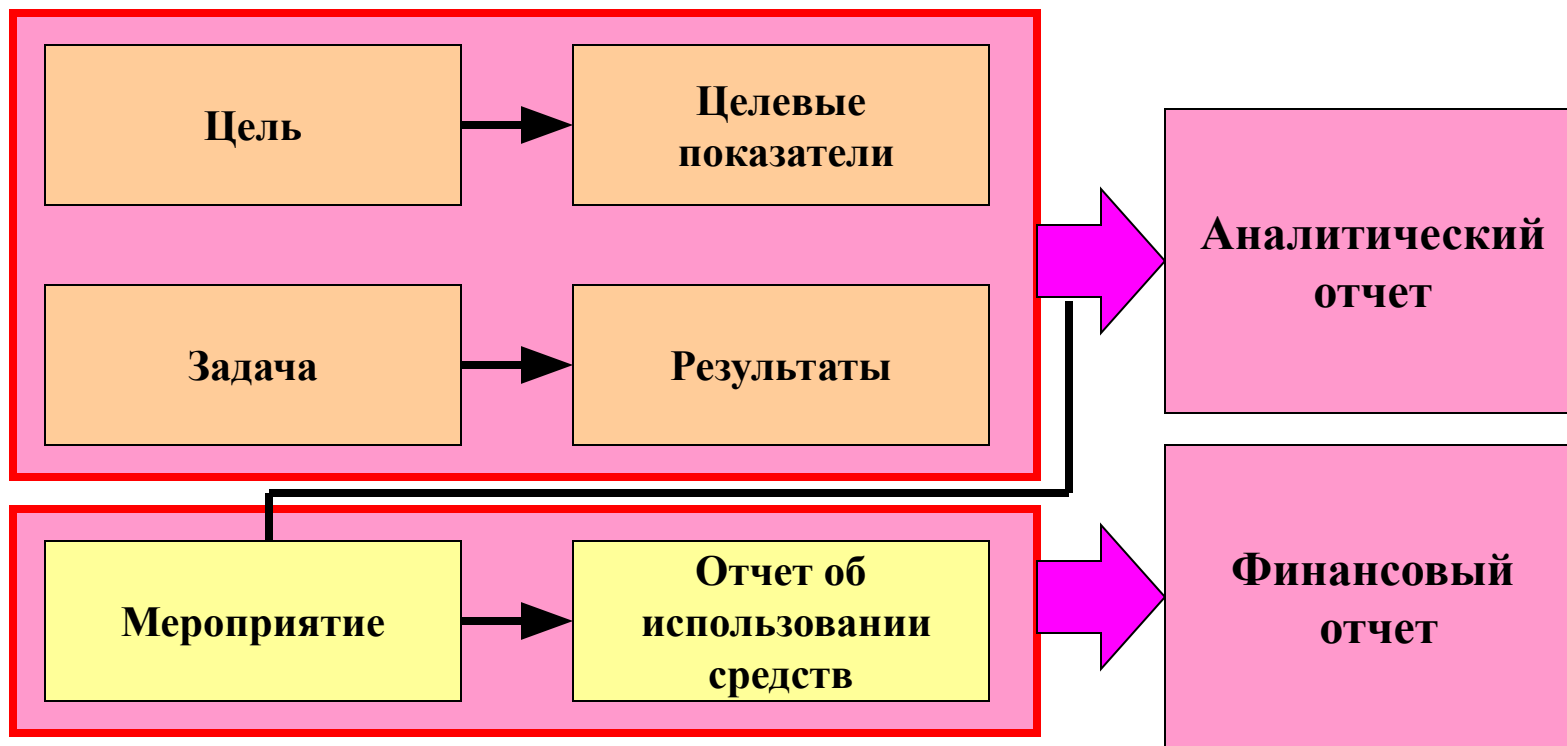 Цель
Целевые
показатели
Задача
Результаты
Аналитический
отчет
Мероприятие
Отчет об
использовании
средств
Финансовый
отчет